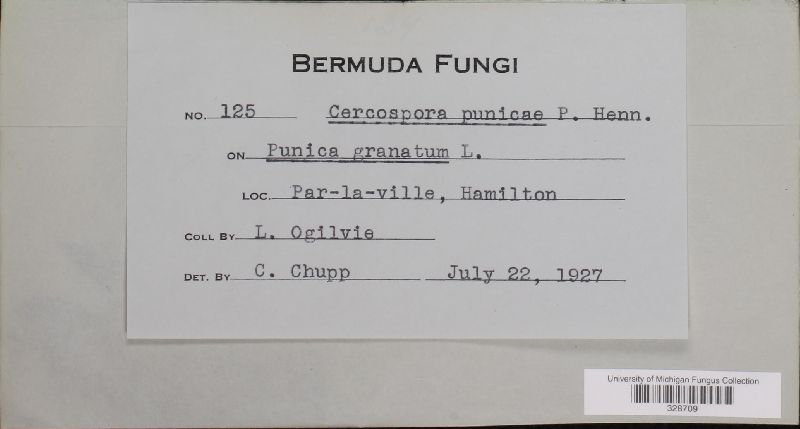 BERMUDA FUNGI
NO. 125 Cercospora punicae P. Henn.
ON Punica granatum L.
LOC. Par-la-ville, Hamilton
COLL BY L. Ogilvie
DET. BY C. Chupp July 22, 1927
University of Michigan Fungus Collection
328709